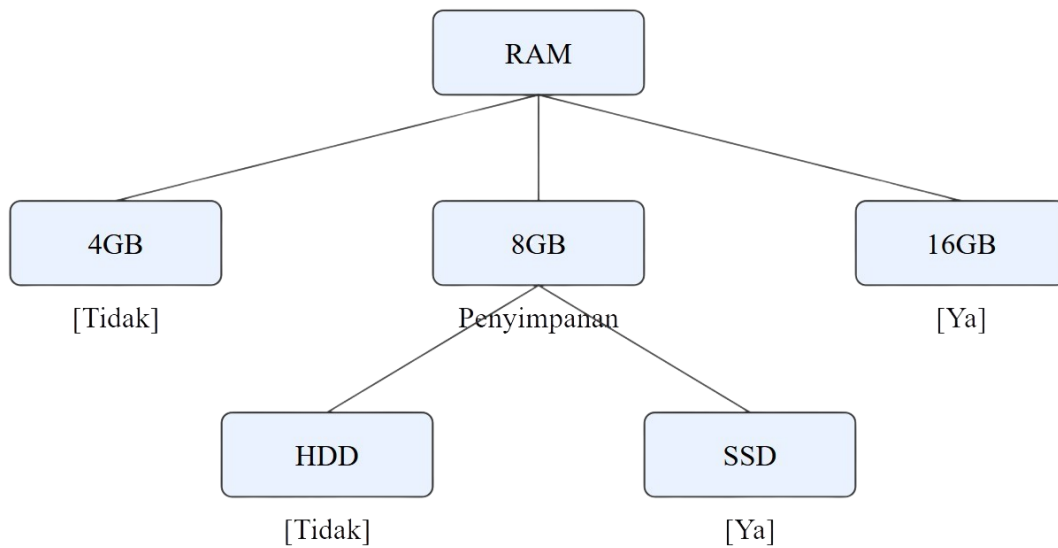 RAM
4GB
8GB
16GB
[Tidak]
Penyimpanan
[Ya]
HDD
SSD
[Tidak]
[Ya]